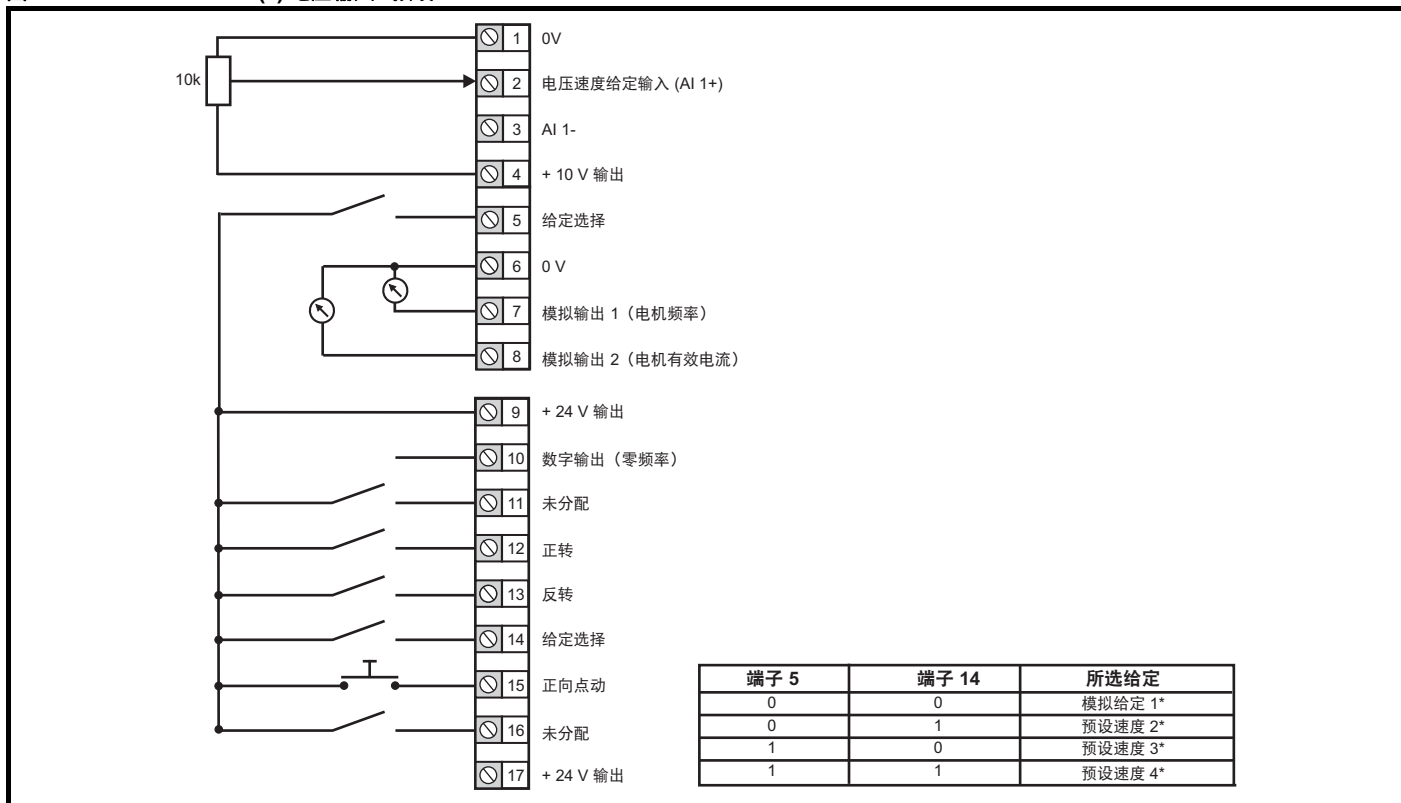 10k
1 0V
2 电压速度给定输入 (AI 1+)
3 AI 1-
4 + 10 V 输出
5 给定选择
6 0 V
7 模拟输出 1（电机频率）
8 模拟输出 2（电机有效电流）
9 + 24 V 输出
10 数字输出（零频率）
11 未分配
12 正转
13 反转
14 给定选择
15 正向点动
16 未分配
17 + 24 V 输出
端子 5 端子 14 所选给定
0 0 模拟给定 1*
0 1 预设速度 2*
1 0 预设速度 3*
1 1 预设速度 4*